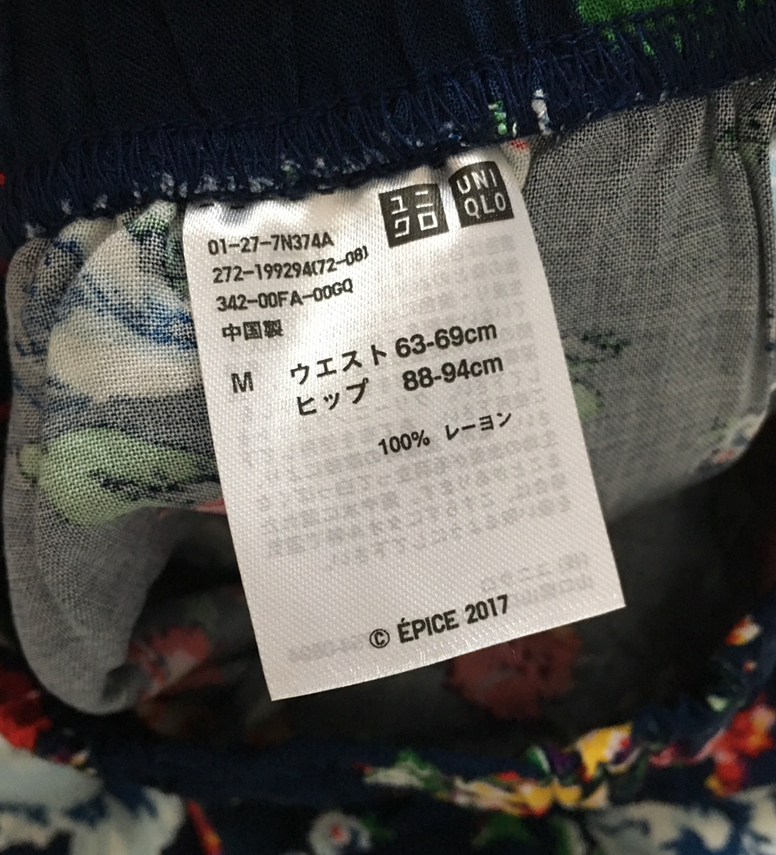 ユニクロ
UNIQLO
01-27-7N374A
272-199294(72-08)
342-00FA-00GQ
中国製
M ウエスト 63-69cm
ヒップ 88-94cm
100% レーヨン
© ÉPICE 2017